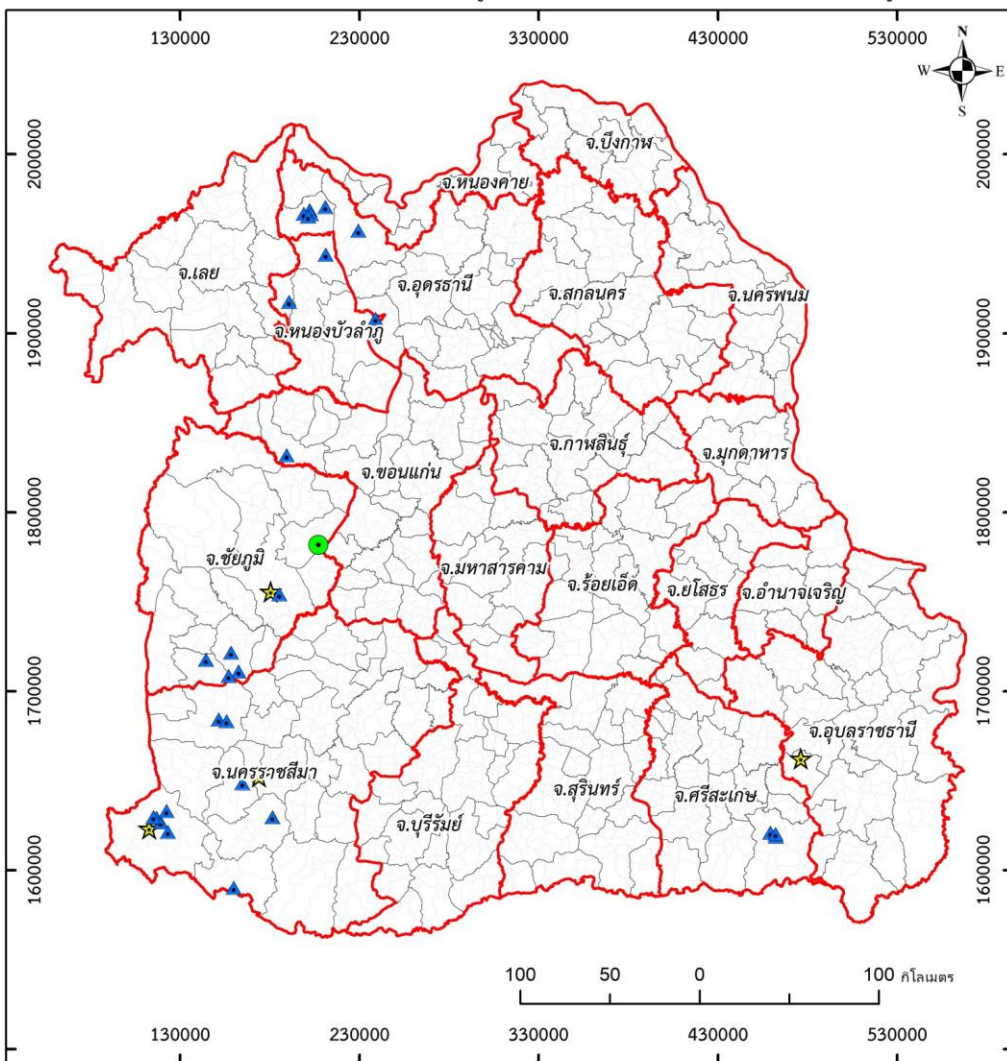 130000 230000 330000 430000 530000
N
W E
S
2000000 2000000
จ.บึงกาฬ
จ.หนองคาย
จ.เลย
จ.อุดรธานี
จ.สกลนคร
จ.นครพนม
1900000 1900000
จ.หนองบัวลำภู
จ.กาฬสินธุ์
จ.มุกดาหาร
จ.ขอนแก่น
1800000 1800000
จ.ชัยภูมิ
จ.มหาสารคาม
จ.ร้อยเอ็ด
จ.ยโสธร
จ.อำนาจเจริญ
1700000 1700000
จ.อุบลราชธานี
จ.นครราชสีมา
จ.สุรินทร์
จ.ศรีสะเกษ
จ.บุรีรัมย์
1600000 1600000
100 50 0 100 กิโลเมตร
130000 230000 330000 430000 530000